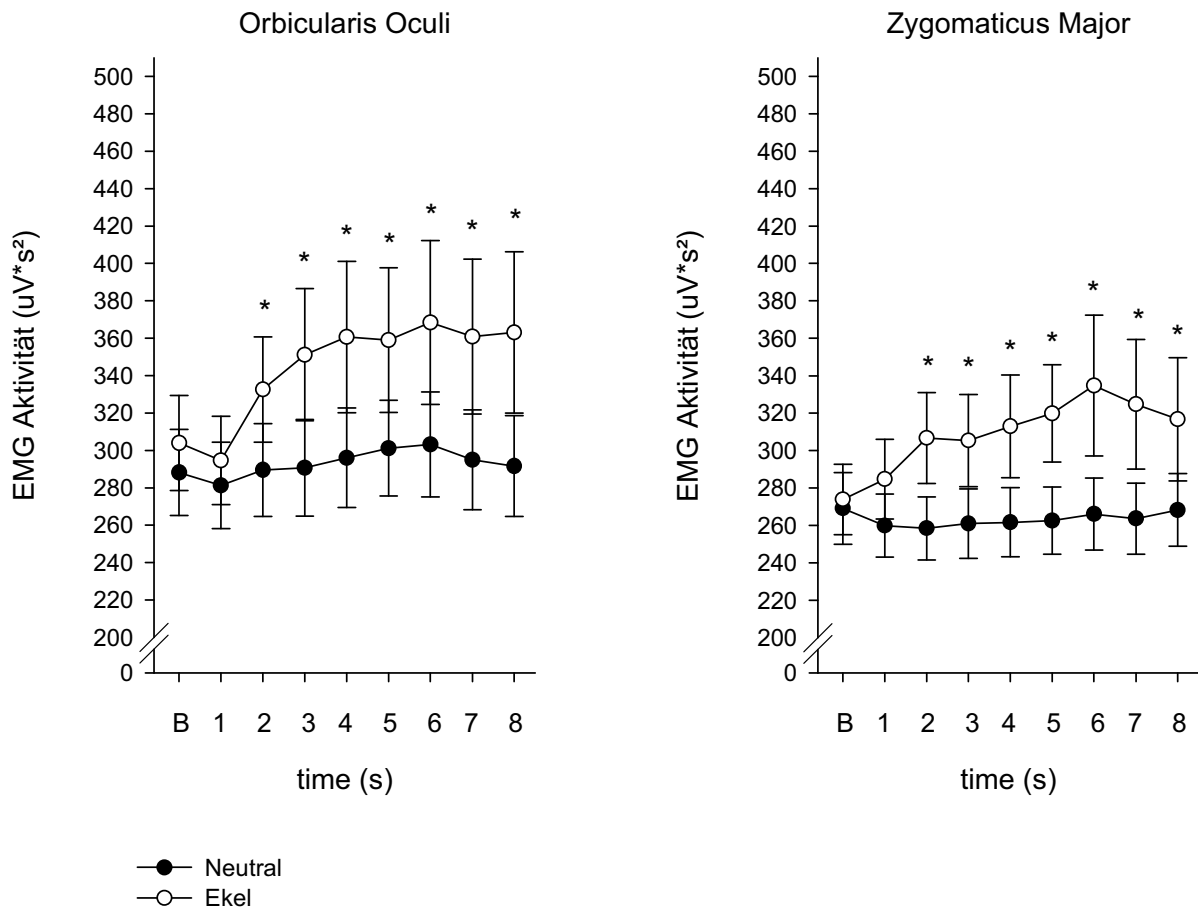 Orbicularis Oculi
EMG Aktivität (uV*s²)
500
480
460
440
420
400
380
360
340
320
300
280
260
240
220
200
0
* * * * * * *
B 1 2 3 4 5 6 7 8
time (s)
Zygomaticus Major
EMG Aktivität (uV*s²)
500
480
460
440
420
400
380
360
340
320
300
280
260
240
220
200
0
* * * * * * *
B 1 2 3 4 5 6 7 8
time (s)
Neutral
Ekel